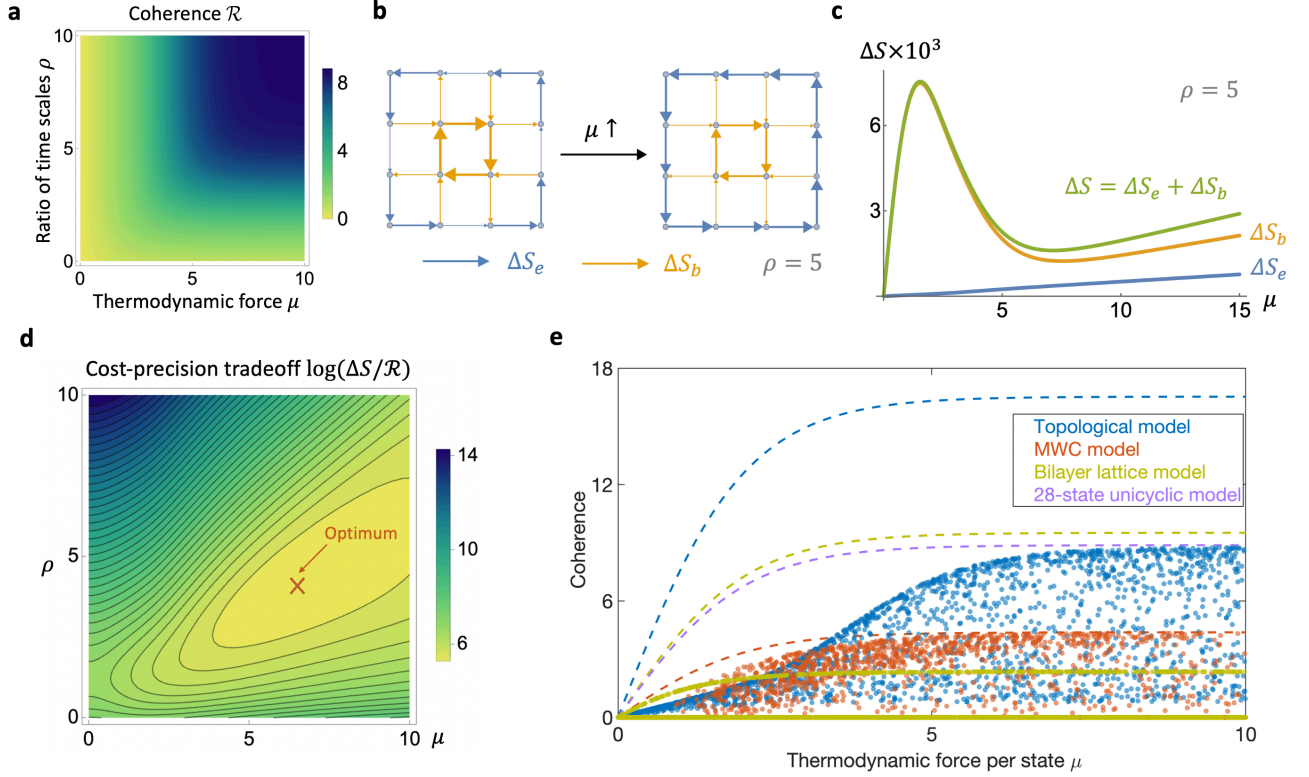 a
Coherence ℛ
10
5
0
Ratio of time scales ρ
0
5
10
Thermodynamic force μ
8
4
0
b
μ ↑
ΔS_e
ΔS_b
ρ = 5
c
ΔS×10³
6
3
5
10
15
μ
ρ = 5
ΔS = ΔS_e + ΔS_b
ΔS_b
ΔS_e
d
Cost-precision tradeoff log(ΔS/ℛ)
10
5
0
ρ
0
5
10
μ
Optimum
14
10
6
e
18
12
6
0
Coherence
0
5
10
Thermodynamic force per state μ
Topological model
MWC model
Bilayer lattice model
28-state unicyclic model